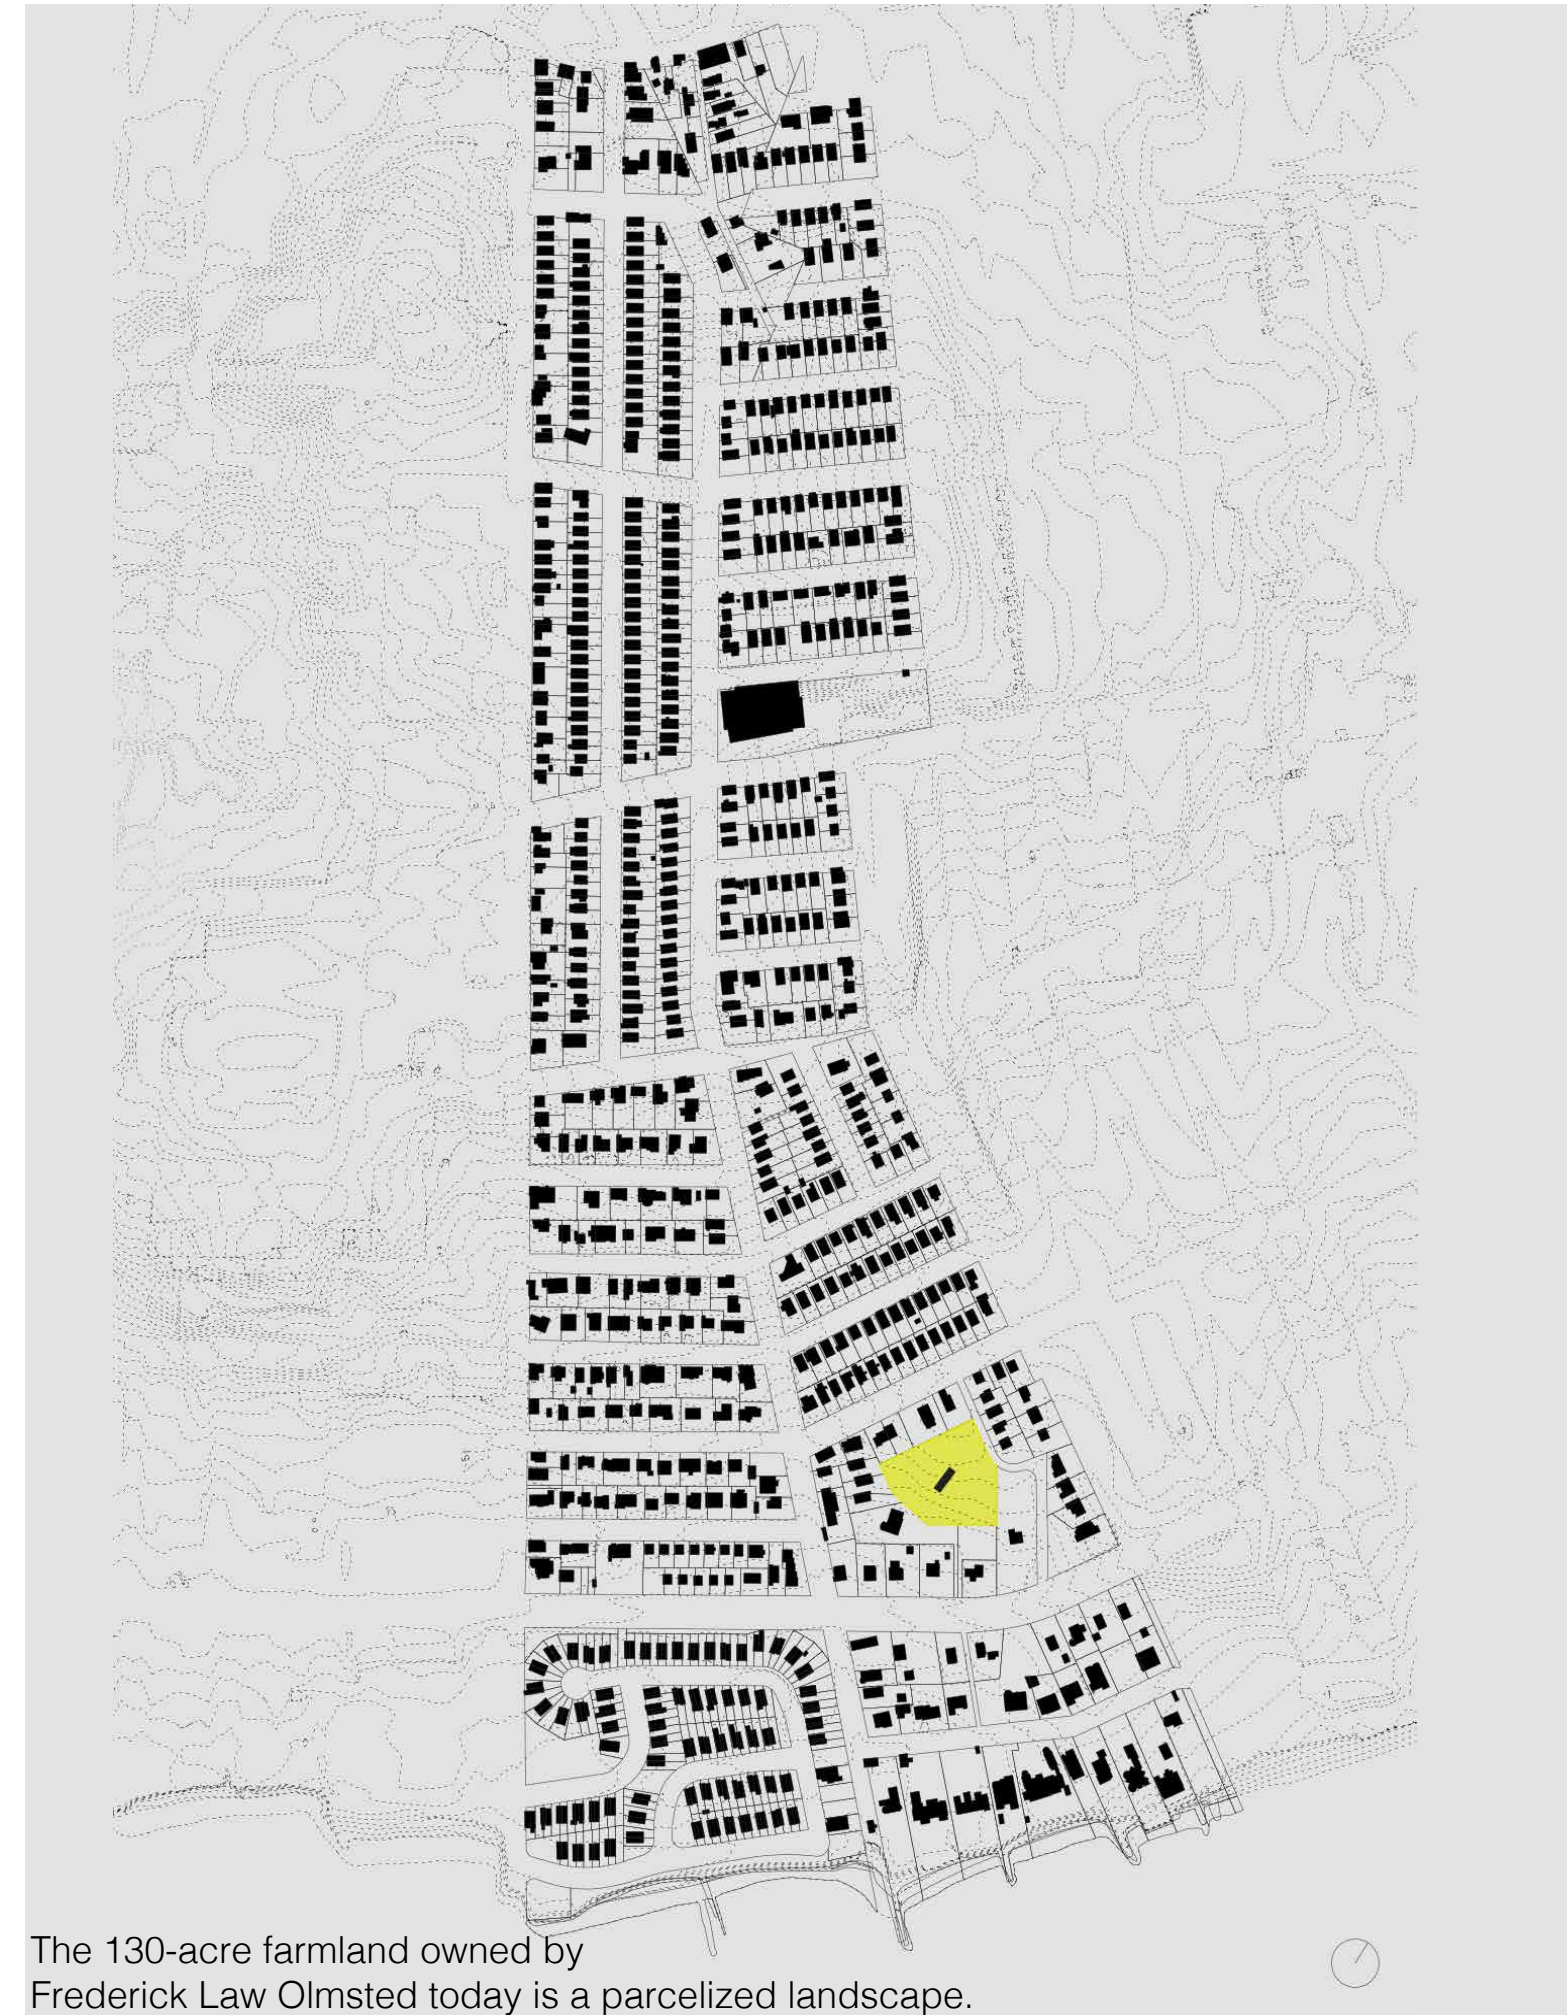 The 130-acre farmland owned by
Frederick Law Olmsted today is a parcelized landscape.